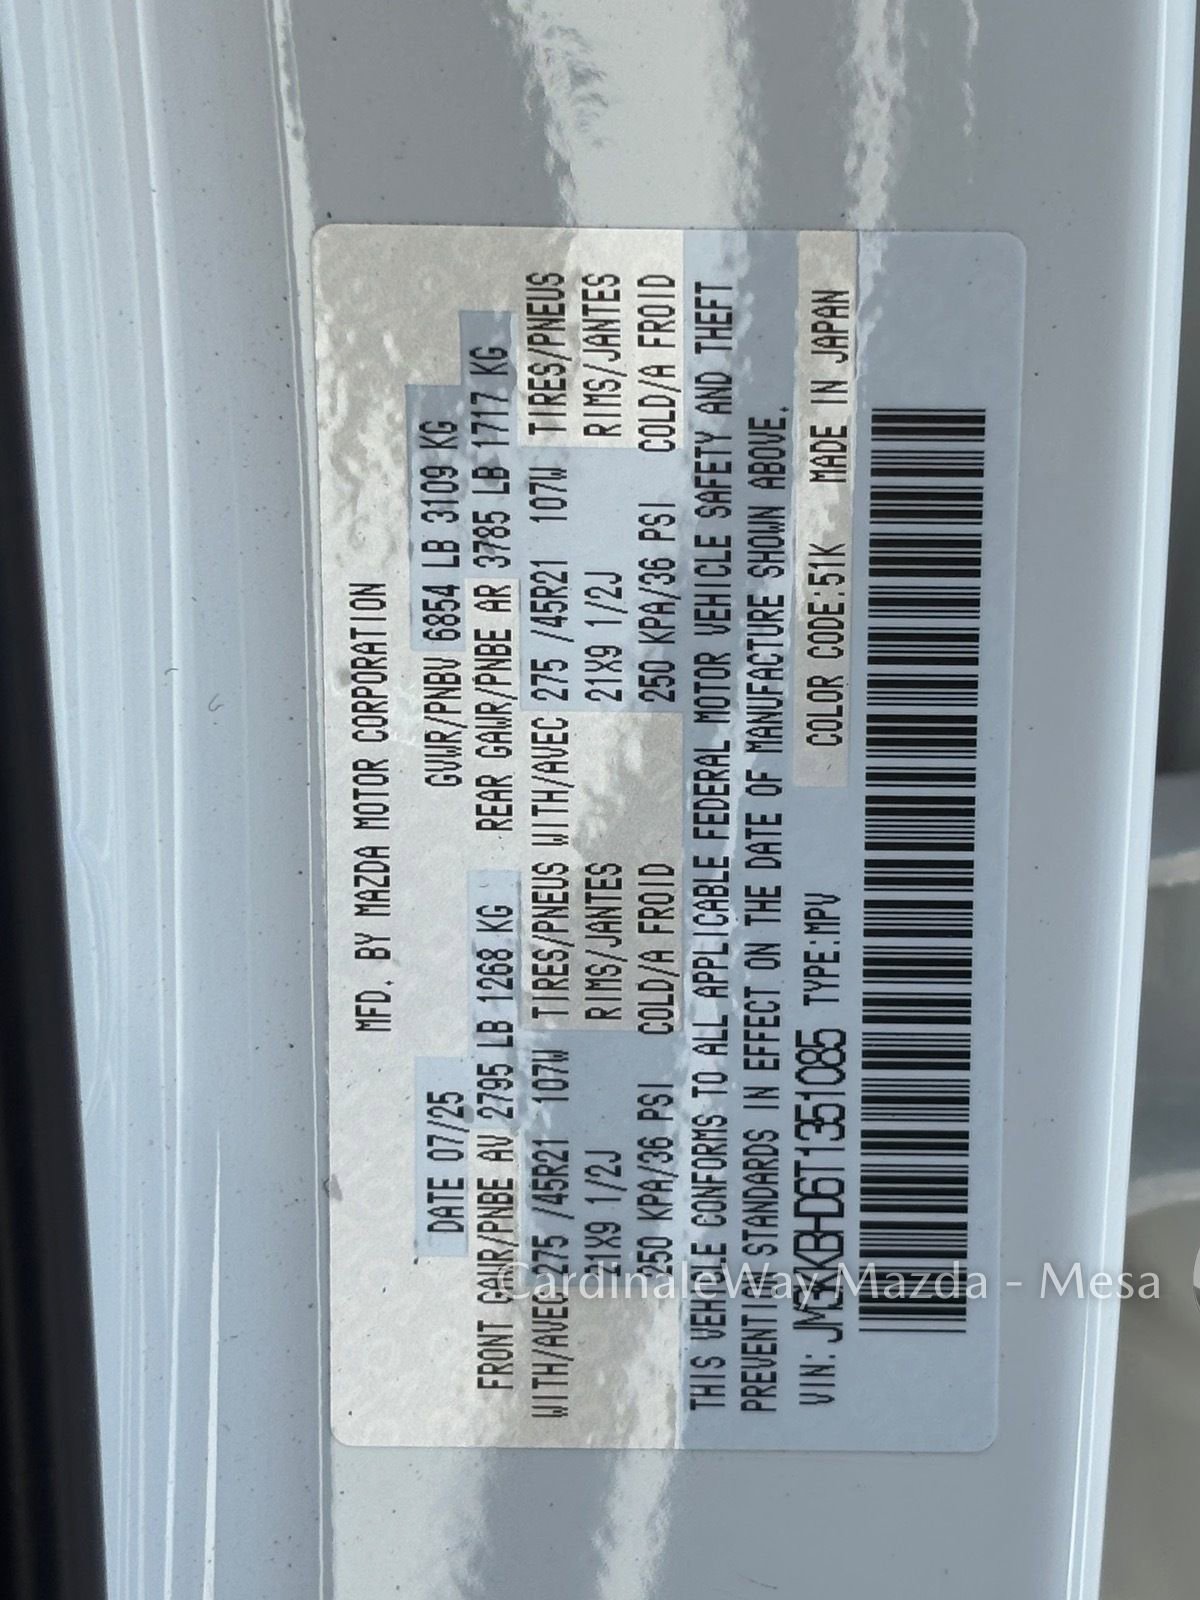 MFD. BY MAZDA MOTOR CORPORATION
DATE 07/25 GVWR/PNBV 6854 LB 3109 KG
FRONT GAWR/PNBE AV 2795 LB 1268 KG REAR GAWR/PNBE AR 3785 LB 1717 KG
WITH/AVEC 275 /45R21 107W TIRES/PNEUS WITH/AVEC 275 /45R21 107W TIRES/PNEUS
21X9 1/2J RIMS/JANTES 21X9 1/2J RIMS/JANTES
250 KPA/36 PSI COLD/A FROID 250 KPA/36 PSI COLD/A FROID
THIS VEHICLE CONFORMS TO ALL APPLICABLE FEDERAL MOTOR VEHICLE SAFETY AND THEFT
PREVENTION STANDARDS IN EFFECT ON THE DATE OF MANUFACTURE SHOWN ABOVE.
VIN: JM3KKBHD6T1351085 TYPE:MPV COLOR CODE:51K MADE IN JAPAN
CardinaleWay Mazda - Mesa